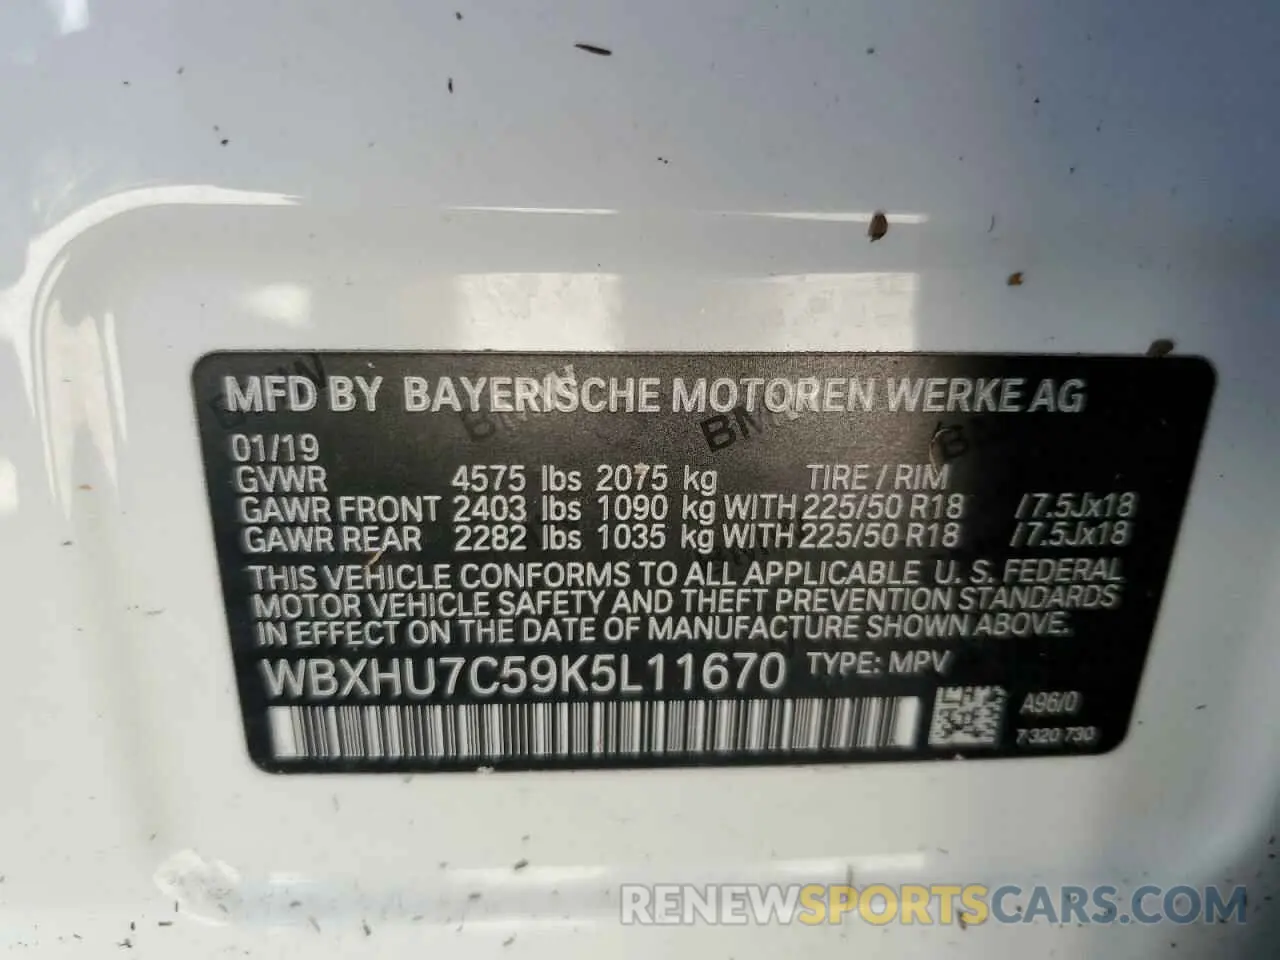 MFD BY BAYERISCHE MOTOREN WERKE AG
01/19
GVWR 4575 lbs 2075 kg TIRE / RIM
GAWR FRONT 2403 lbs 1090 kg WITH 225/50 R18 /7.5Jx18
GAWR REAR 2282 lbs 1035 kg WITH 225/50 R18 /7.5Jx18
THIS VEHICLE CONFORMS TO ALL APPLICABLE U. S. FEDERAL
MOTOR VEHICLE SAFETY AND THEFT PREVENTION STANDARDS
IN EFFECT ON THE DATE OF MANUFACTURE SHOWN ABOVE.
WBXHU7C59K5L11670 TYPE: MPV
A96/0
7 320 730
RENEWSPORTSCARS.COM